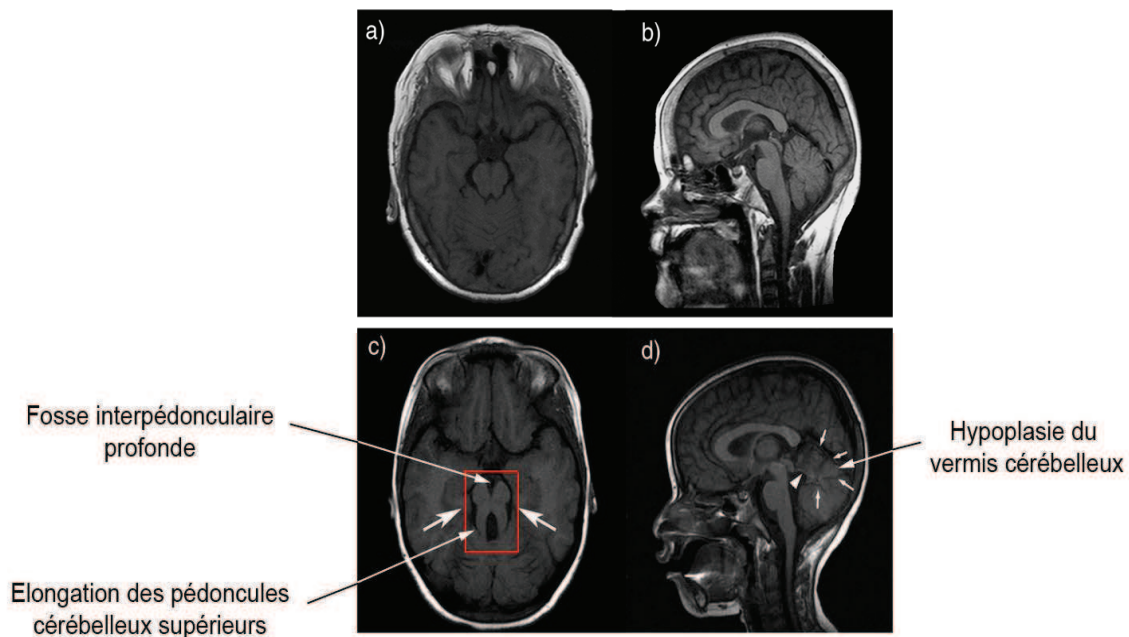 a)
b)
c)
d)
Fosse interpédonculaire
profonde
Hypoplasie du
vermis cérébelleux
Elongation des pédoncules
cérébelleux supérieurs